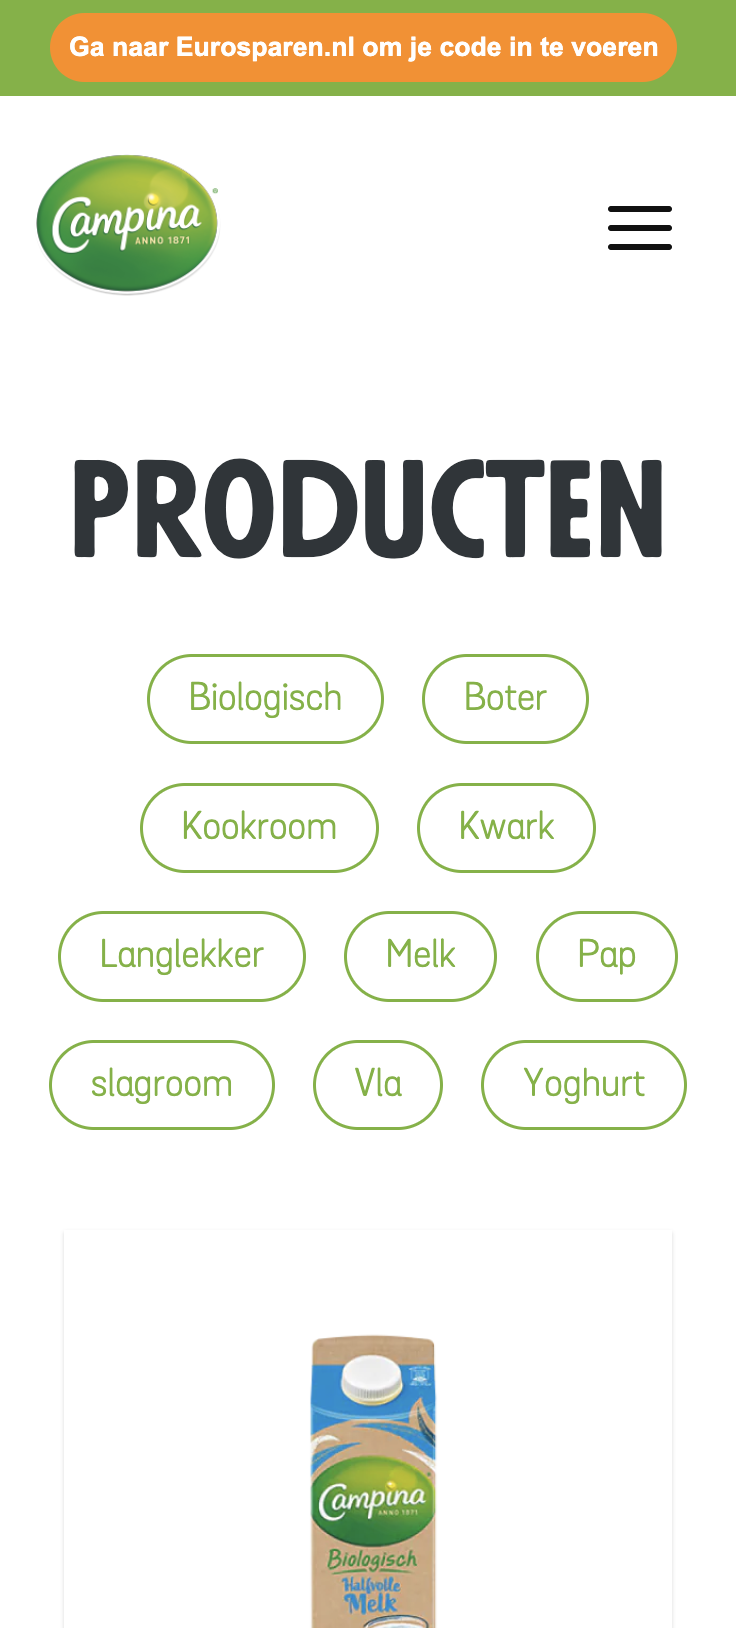 Ga naar Eurosparen.nl om je code in te voeren
Campina
ANNO 1871
PRODUCTEN
Biologisch Boter
Kookroom Kwark
Langlekker Melk Pap
slagroom Vla Yoghurt
Campina
ANNO 1871
Biologisch
Halfvolle
Melk